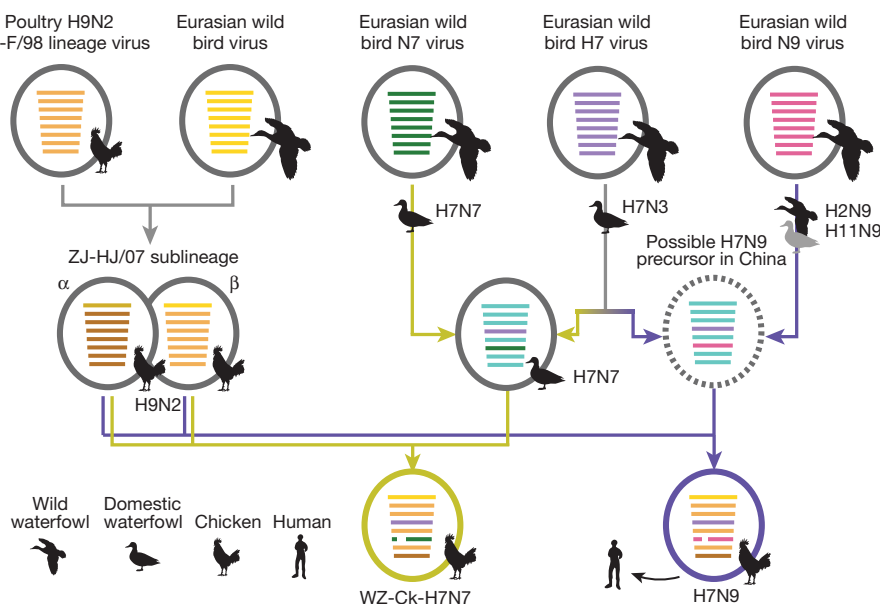 Poultry H9N2
-F/98 lineage virus
Eurasian wild
bird virus
Eurasian wild
bird N7 virus
Eurasian wild
bird H7 virus
Eurasian wild
bird N9 virus
H7N7
H7N3
H2N9
H11N9
ZJ-HJ/07 sublineage
Possible H7N9
precursor in China
α
β
H7N7
H9N2
Wild
waterfowl
Domestic
waterfowl
Chicken
Human
WZ-Ck-H7N7
H7N9